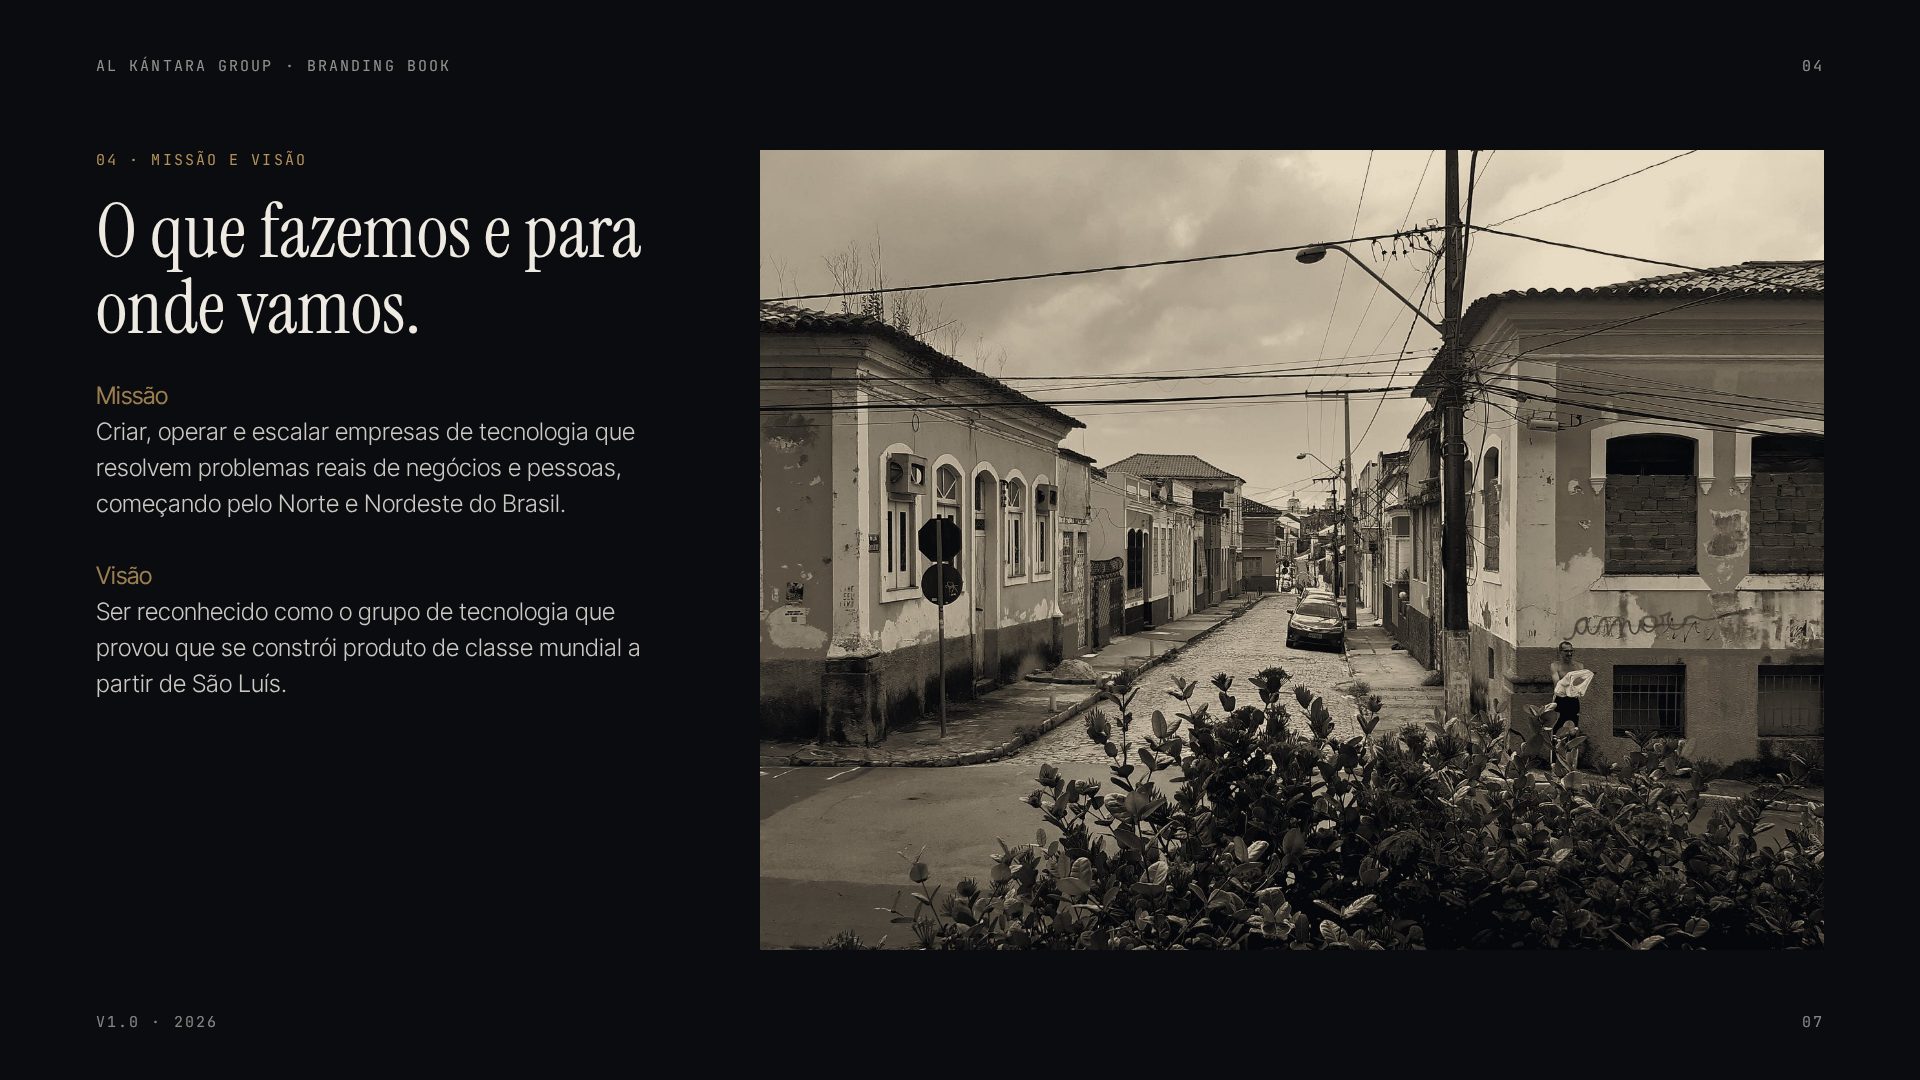 AL KÁNTARA GROUP · BRANDING BOOK
04
04 · MISSÃO E VISÃO
O que fazemos e para
onde vamos.
Missão
Criar, operar e escalar empresas de tecnologia que
resolvem problemas reais de negócios e pessoas,
começando pelo Norte e Nordeste do Brasil.
Visão
Ser reconhecido como o grupo de tecnologia que
provou que se constrói produto de classe mundial a
partir de São Luís.
V1.0 · 2026
07